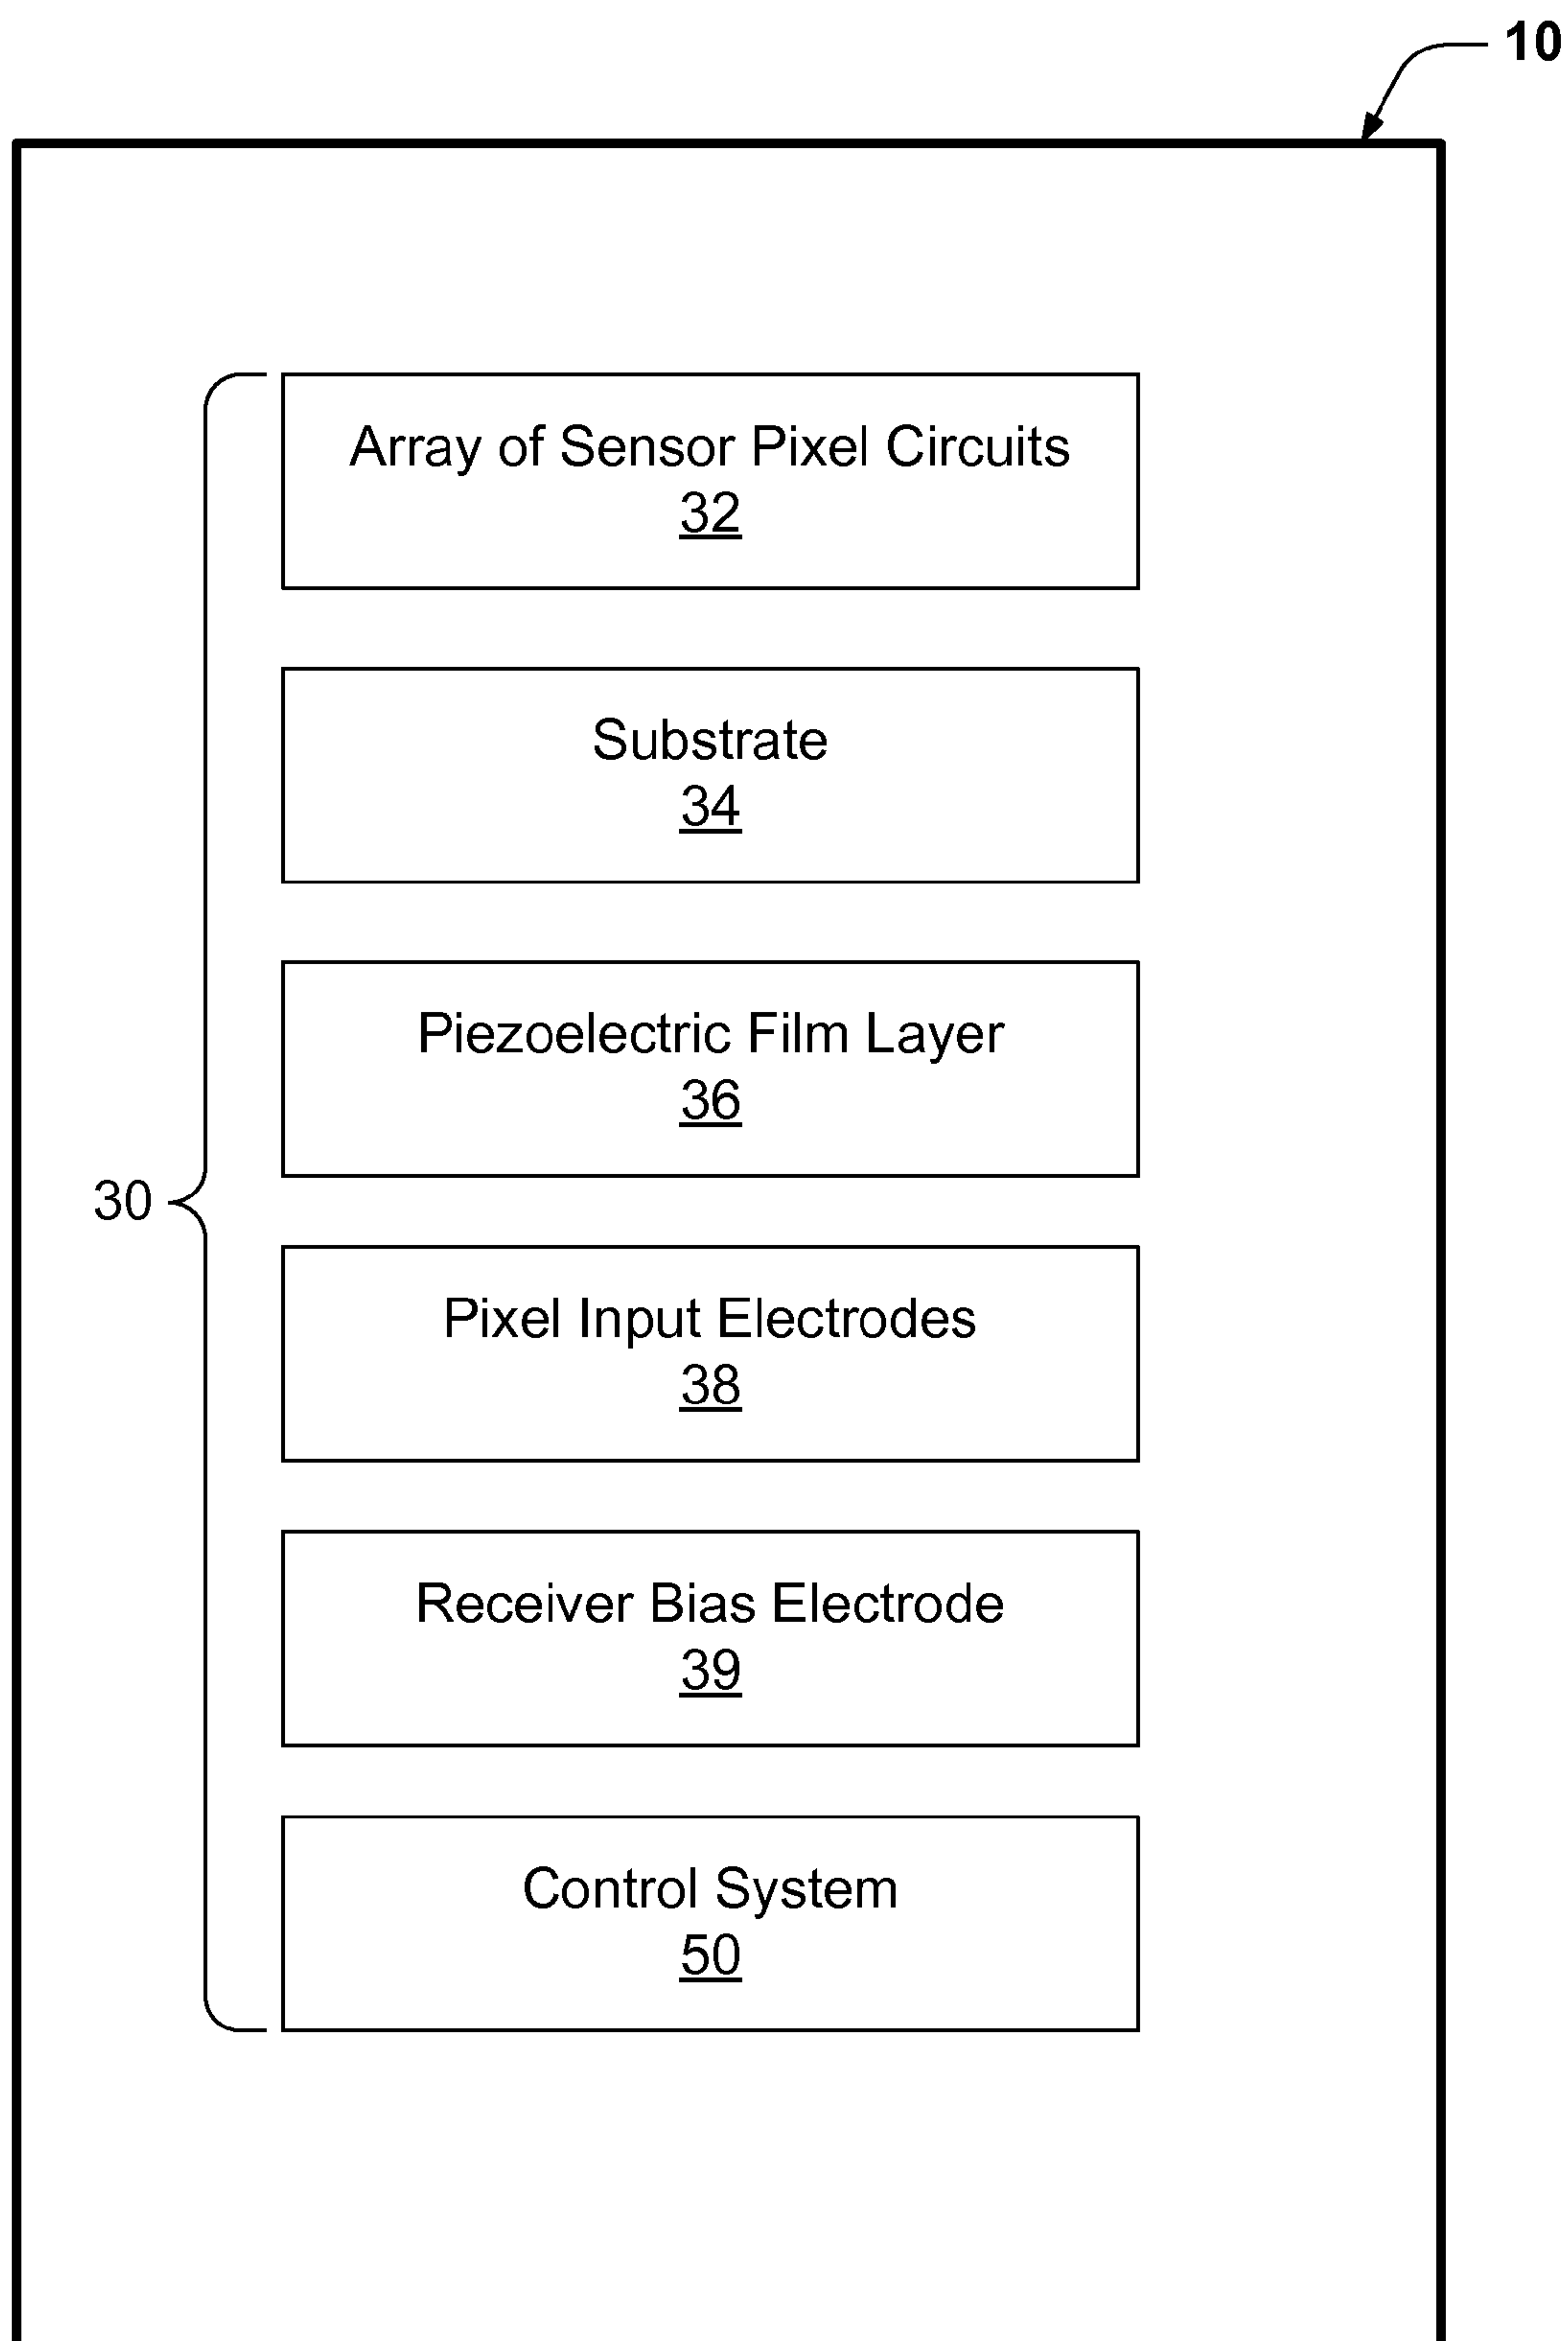 10
Array of Sensor Pixel Circuits
32
Substrate
34
Piezoelectric Film Layer
36
30
Pixel Input Electrodes
38
Receiver Bias Electrode
39
Control System
50